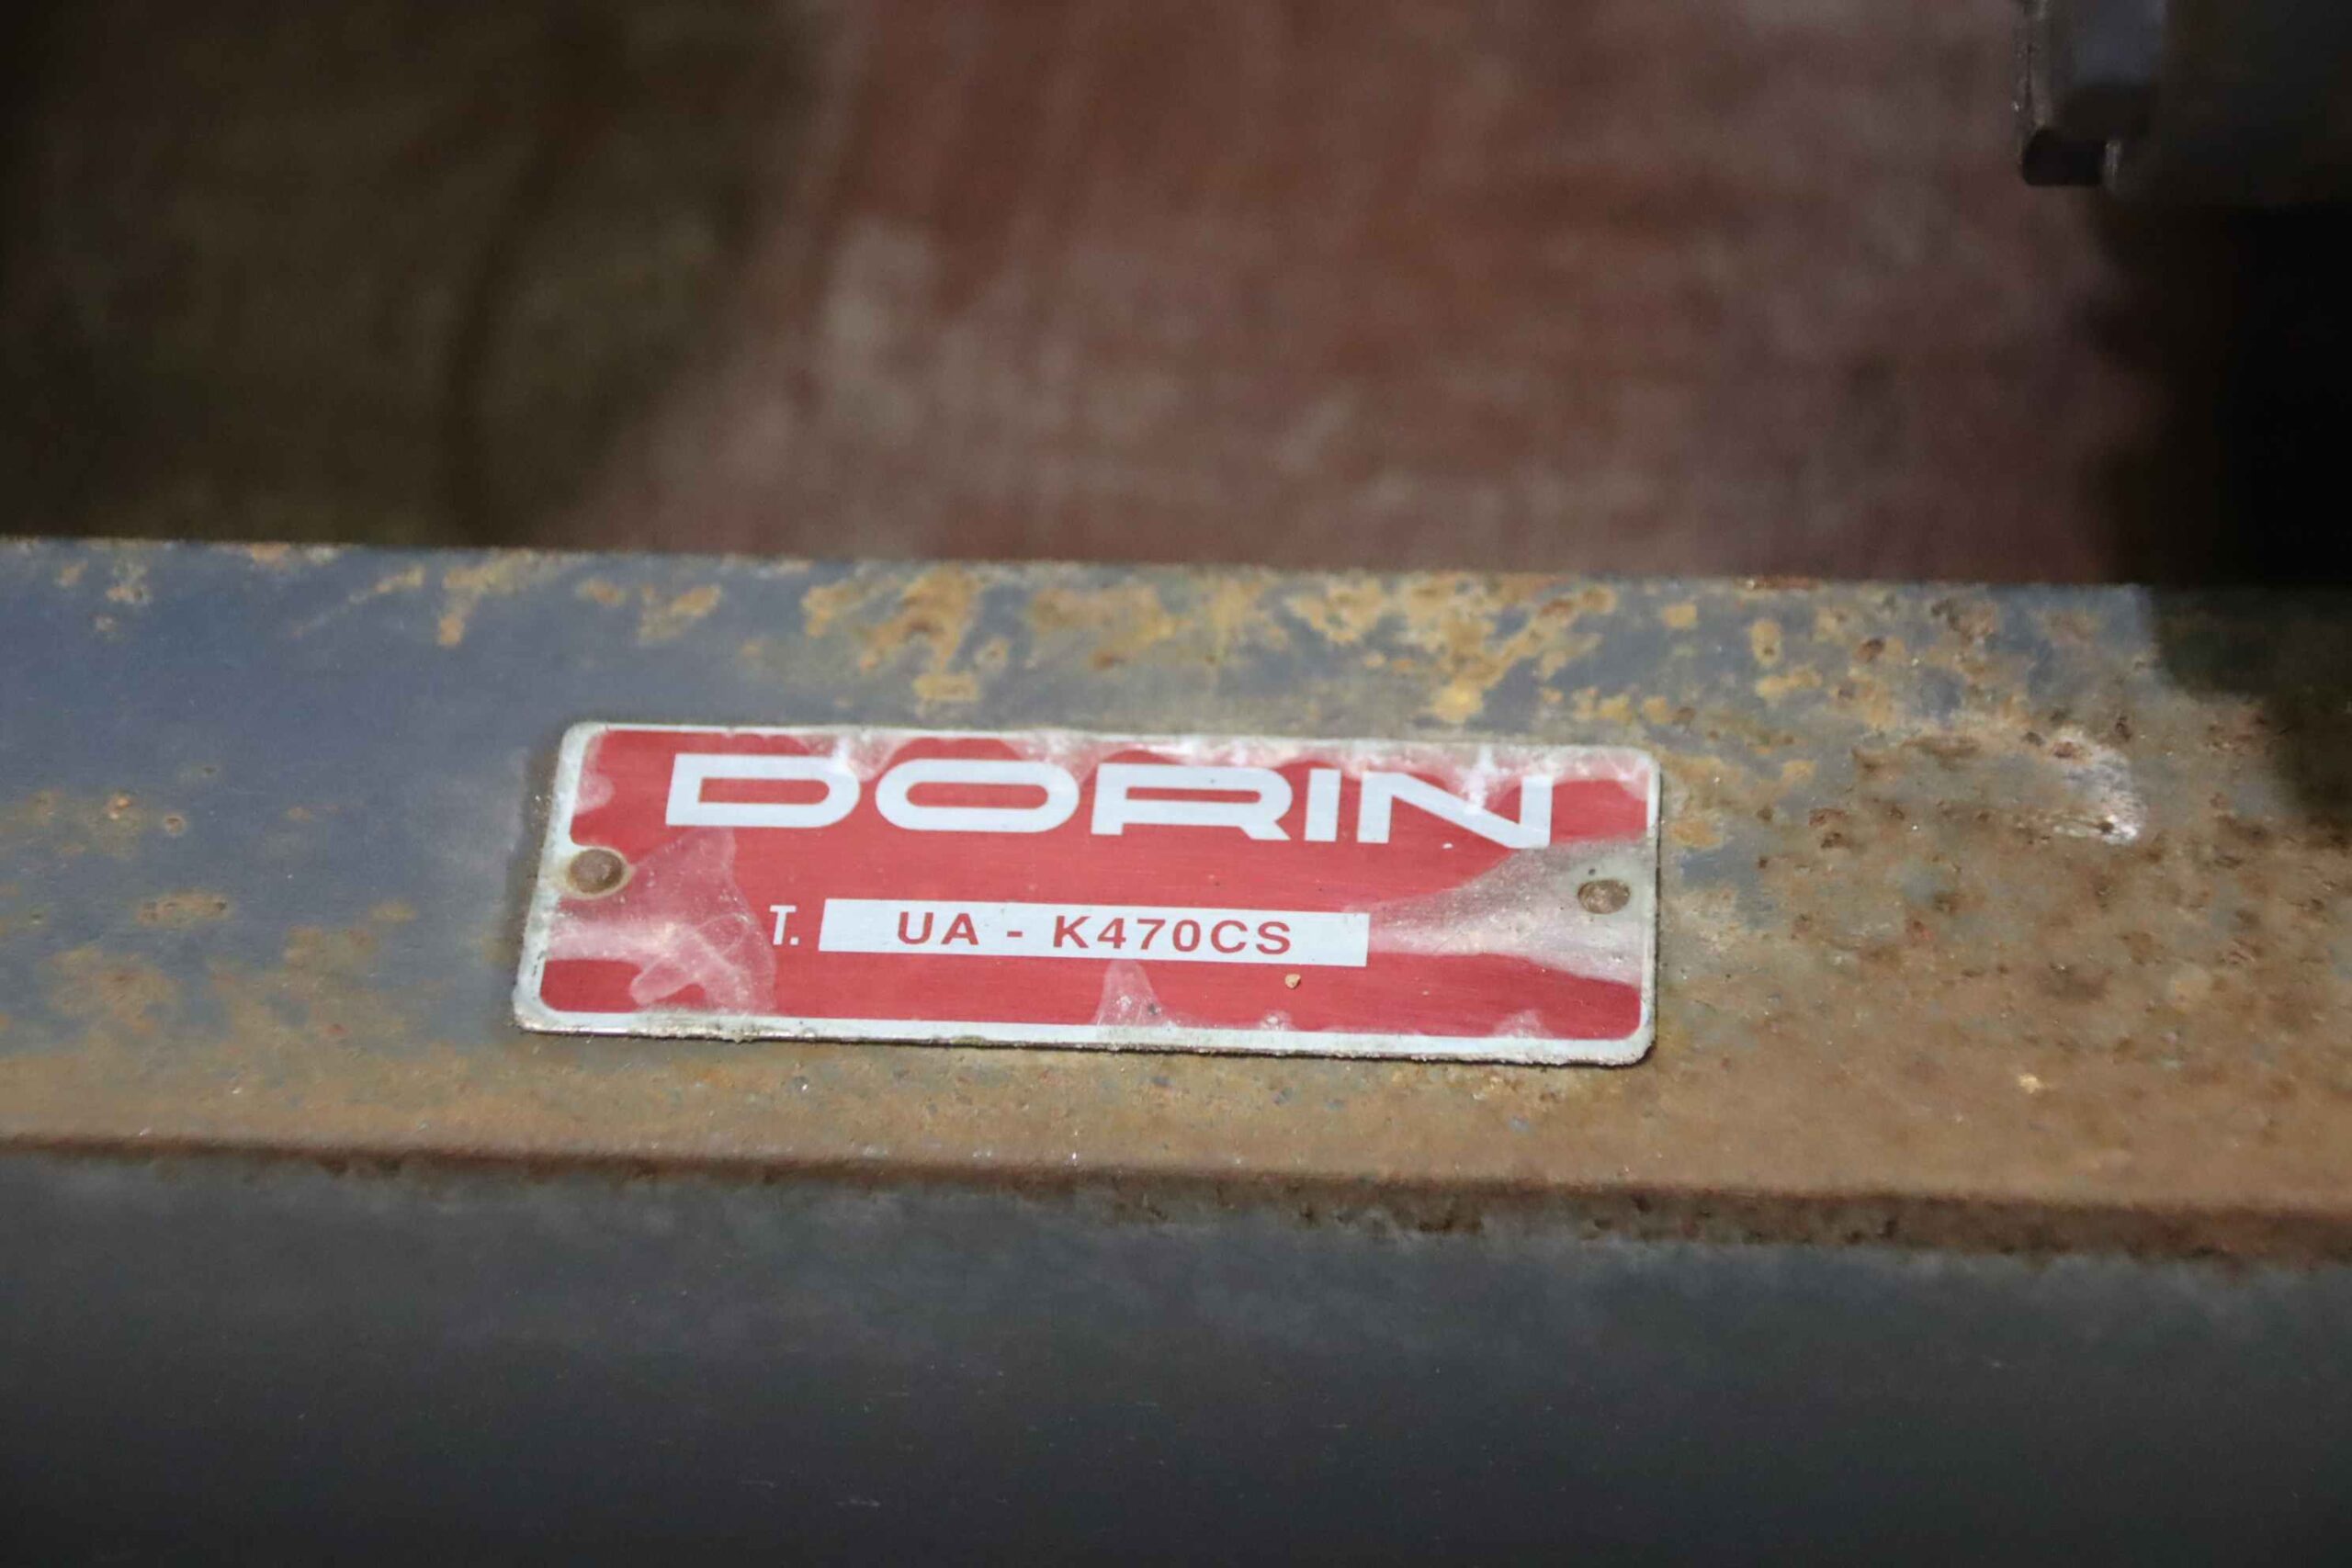 DORIN
T. UA - K470CS